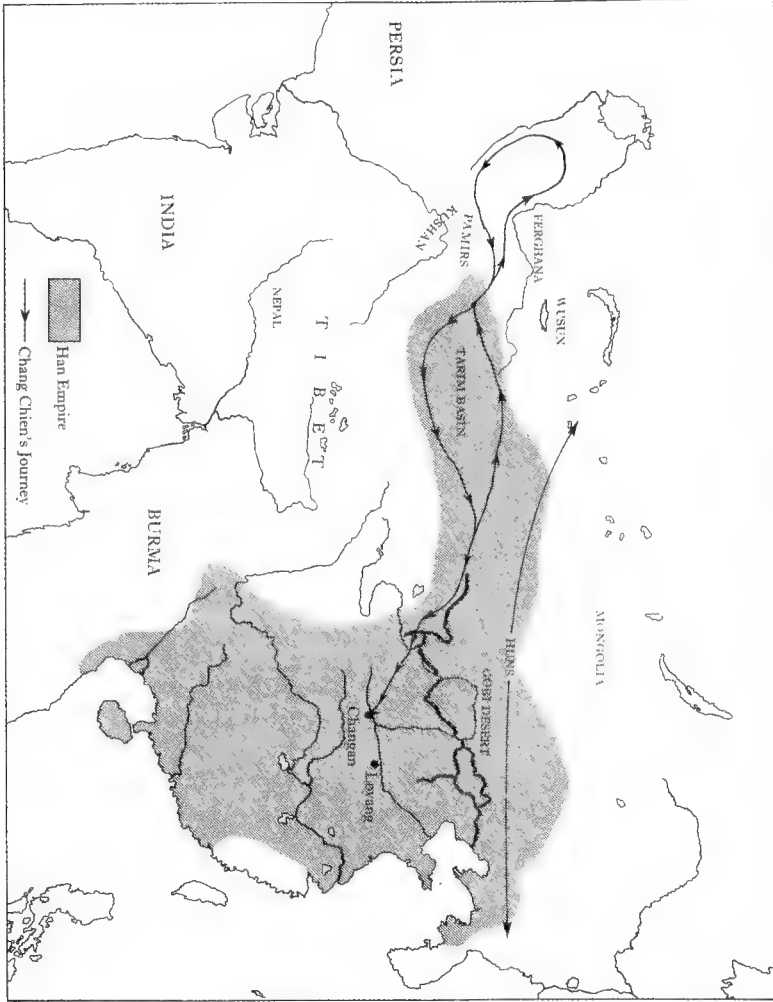 PERSIA
FERGHANA
WUSUN
PAMIRS
KUSHAN
TARIM BASIN
MONGOLIA
HUNS
GOBI DESERT
TIBET
NEPAL
INDIA
BURMA
Changan
Loyang
Han Empire
Chang Chien's Journey